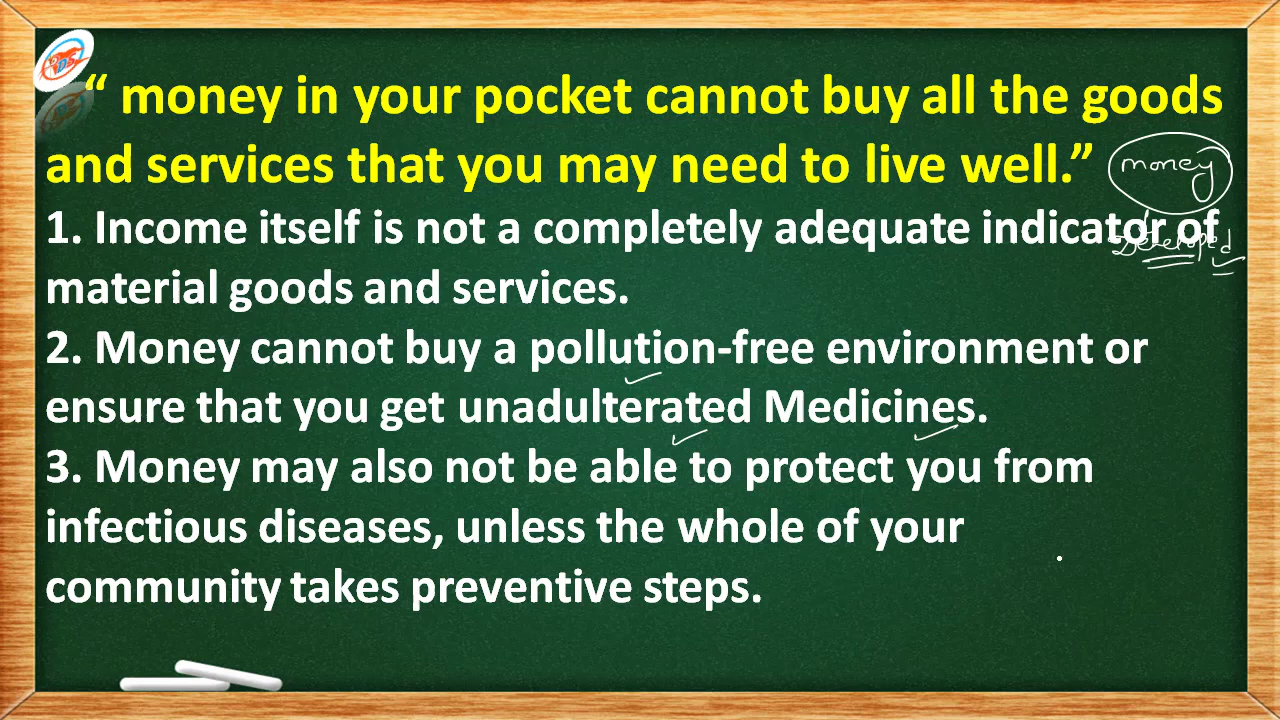 “ money in your pocket cannot buy all the goods
and services that you may need to live well.”
money
1. Income itself is not a completely adequate indicator of
Developed
material goods and services.
2. Money cannot buy a pollution-free environment or
ensure that you get unadulterated Medicines.
3. Money may also not be able to protect you from
infectious diseases, unless the whole of your
community takes preventive steps.